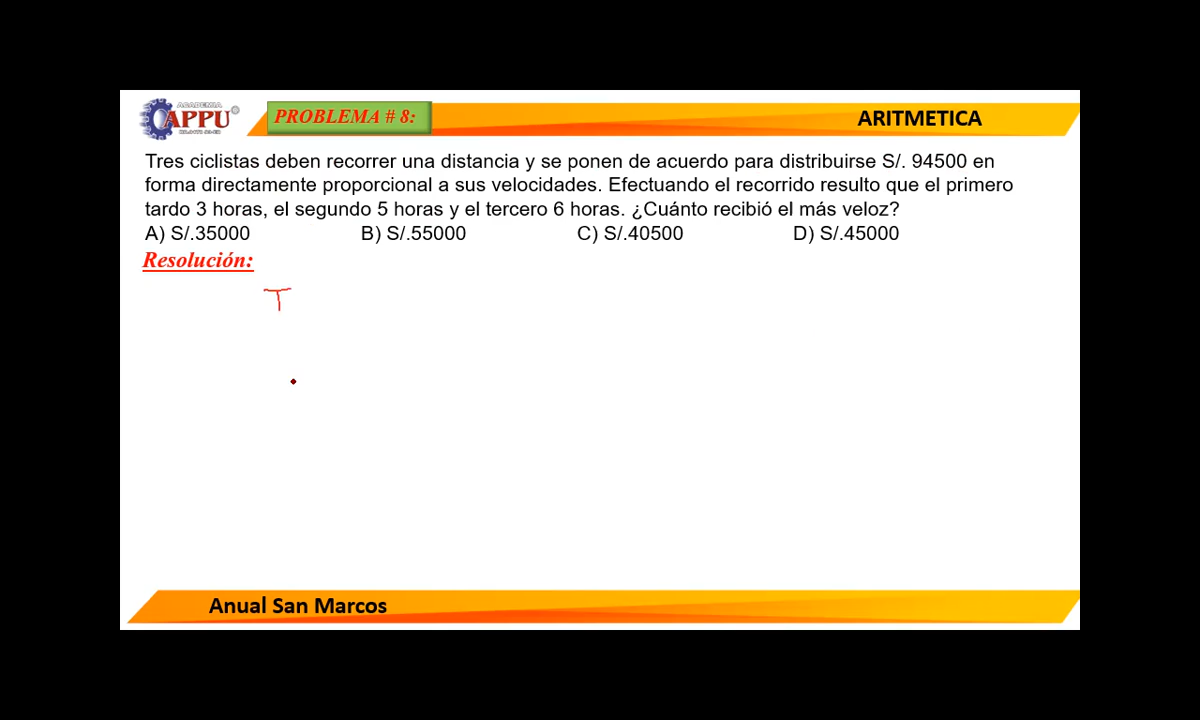 ACADEMIA
APPU
PROBLEMA # 8:
ARITMETICA
Tres ciclistas deben recorrer una distancia y se ponen de acuerdo para distribuirse S/. 94500 en
forma directamente proporcional a sus velocidades. Efectuando el recorrido resulto que el primero
tardo 3 horas, el segundo 5 horas y el tercero 6 horas. ¿Cuánto recibió el más veloz?
A) S/.35000 B) S/.55000 C) S/.40500 D) S/.45000
Resolución:
T
Anual San Marcos